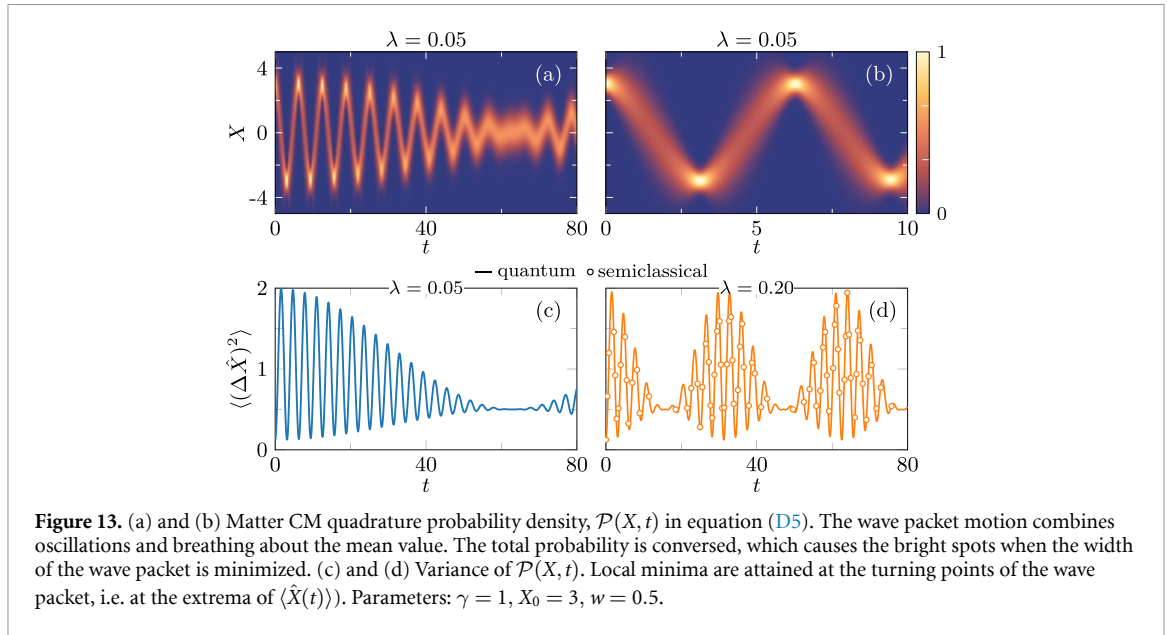 λ = 0.05 λ = 0.05
(a) (b) 1
4
0
-4
X
0 40 80 0 5 10 0
t t
— quantum ○ semiclassical
λ = 0.05 λ = 0.20
2 (c) (d)
1
0
⟨(ΔX̂)²⟩
0 40 80 0 40 80
t t
Figure 13. (a) and (b) Matter CM quadrature probability density, 𝒫(X, t) in equation (D5). The wave packet motion combines
oscillations and breathing about the mean value. The total probability is conversed, which causes the bright spots when the width
of the wave packet is minimized. (c) and (d) Variance of 𝒫(X, t). Local minima are attained at the turning points of the wave
packet, i.e. at the extrema of ⟨X̂(t)⟩). Parameters: γ = 1, X₀ = 3, w = 0.5.